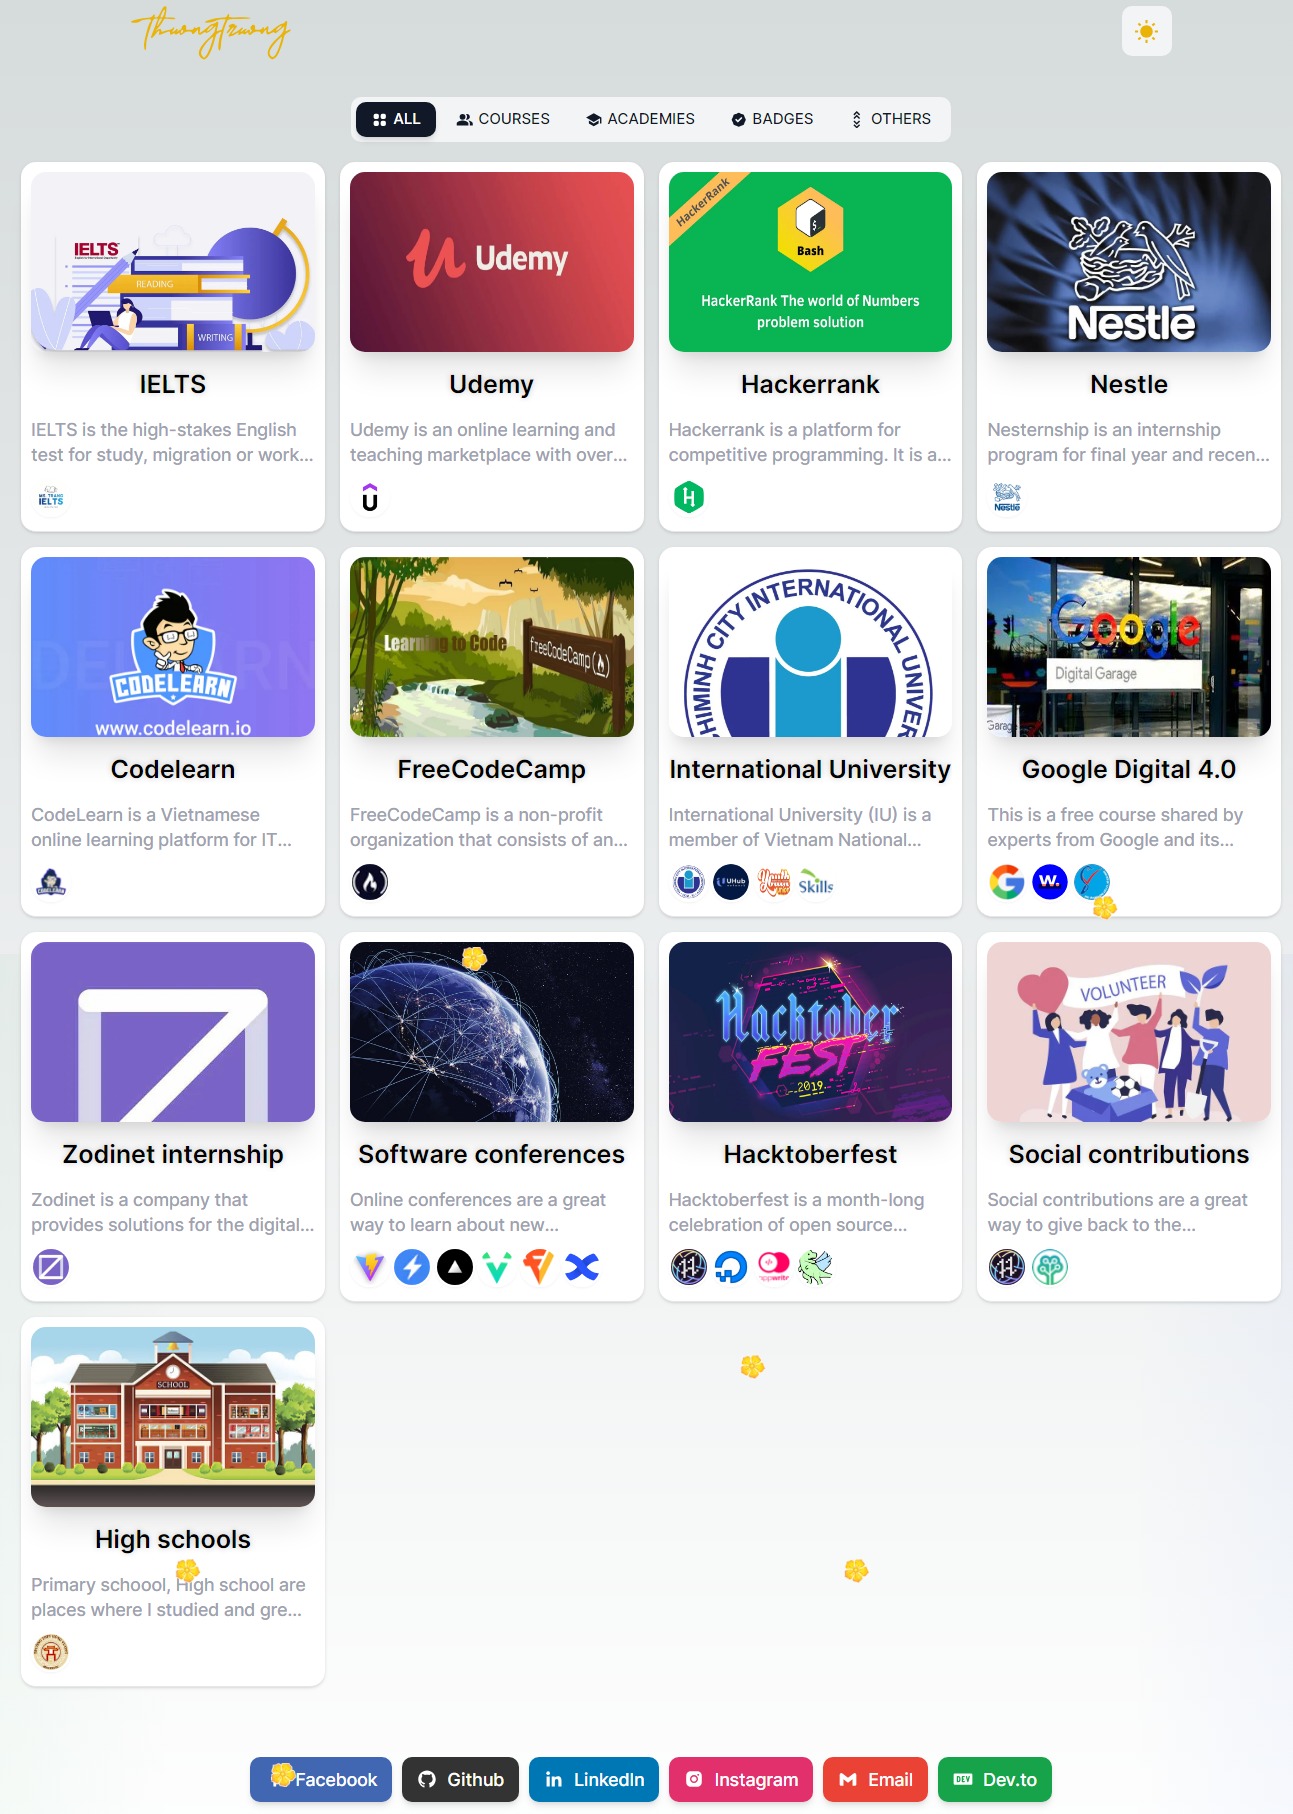 Thuongtruong
ALL COURSES ACADEMIES BADGES OTHERS
IELTS
READING
WRITING
IELTS
IELTS is the high-stakes English
test for study, migration or work...
IELTS
Udemy
Udemy
Udemy is an online learning and
teaching marketplace with over...
HackerRank
$
Bash
HackerRank The world of Numbers
problem solution
Hackerrank
Hackerrank is a platform for
competitive programming. It is a...
Nestlé
Nestle
Nesternship is an internship
program for final year and recen...
Nestlé
CODELEARN
www.codelearn.io
Codelearn
CodeLearn is a Vietnamese
online learning platform for IT...
Learning to Code
freeCodeCamp
FreeCodeCamp
FreeCodeCamp is a non-profit
organization that consists of an...
HIMINH CITY INTERNATIONAL UNIVER
International University
International University (IU) is a
member of Vietnam National...
UHub
Skills
Google
Digital Garage
Garage
Google Digital 4.0
This is a free course shared by
experts from Google and its...
W.
Zodinet internship
Zodinet is a company that
provides solutions for the digital...
Software conferences
Online conferences are a great
way to learn about new...
Hacktober
FEST
2019
Hacktoberfest
Hacktoberfest is a month-long
celebration of open source...
appwrite
VOLUNTEER
Social contributions
Social contributions are a great
way to give back to the...
SCHOOL
High schools
Primary schoool, High school are
places where I studied and gre...
Facebook Github LinkedIn Instagram Email DEV Dev.to